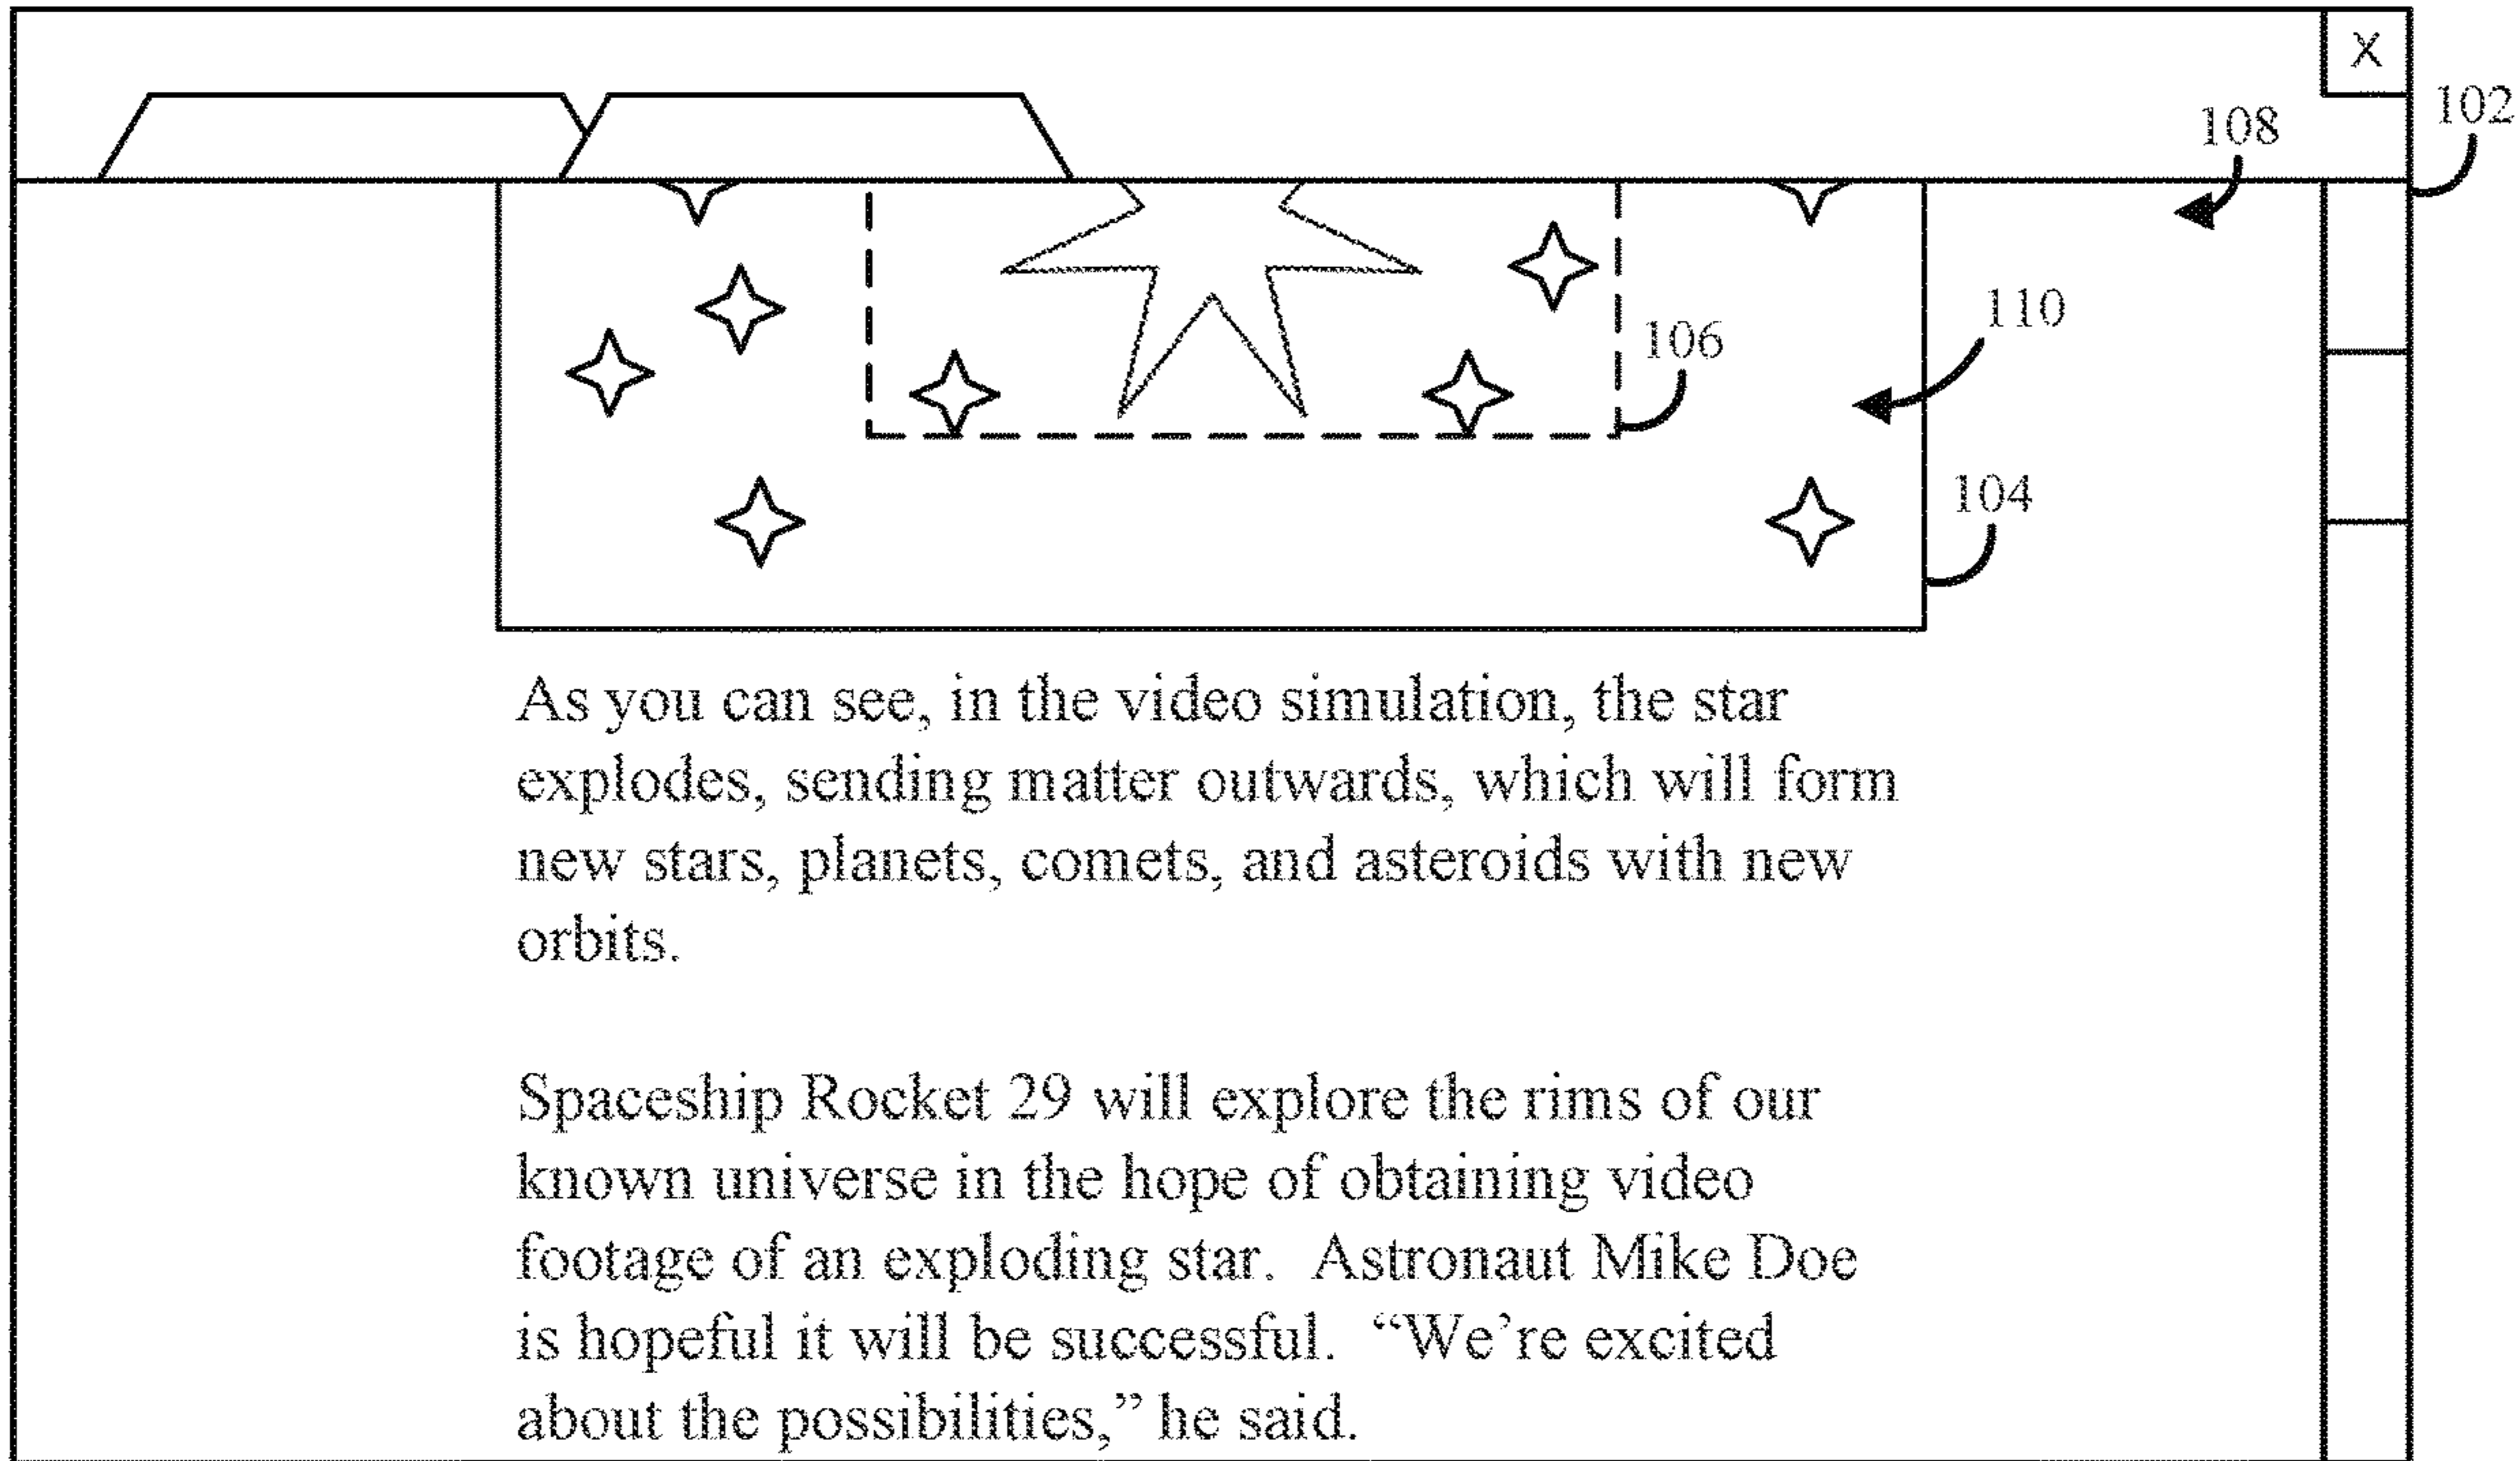 X
102
108
110
106
104
As you can see, in the video simulation, the star
explodes, sending matter outwards, which will form
new stars, planets, comets, and asteroids with new
orbits.
Spaceship Rocket 29 will explore the rims of our
known universe in the hope of obtaining video
footage of an exploding star.  Astronaut Mike Doe
is hopeful it will be successful.  “We’re excited
about the possibilities,” he said.